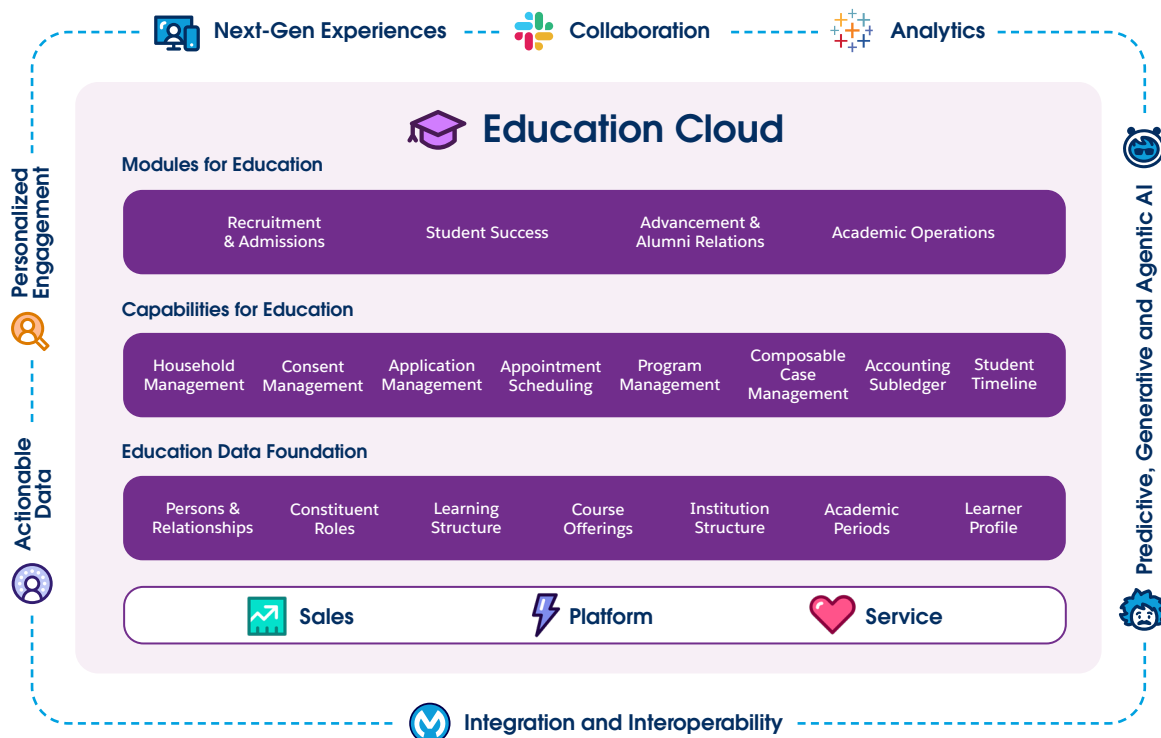 Next-Gen Experiences
Collaboration
Analytics
Education Cloud
Modules for Education
Recruitment
& Admissions
Student Success
Advancement &
Alumni Relations
Academic Operations
Capabilities for Education
Household
Management
Consent
Management
Application
Management
Appointment
Scheduling
Program
Management
Composable
Case
Management
Accounting
Subledger
Student
Timeline
Education Data Foundation
Persons &
Relationships
Constituent
Roles
Learning
Structure
Course
Offerings
Institution
Structure
Academic
Periods
Learner
Profile
Sales
Platform
Service
Personalized
Engagement
Actionable
Data
Predictive, Generative and Agentic AI
Integration and Interoperability